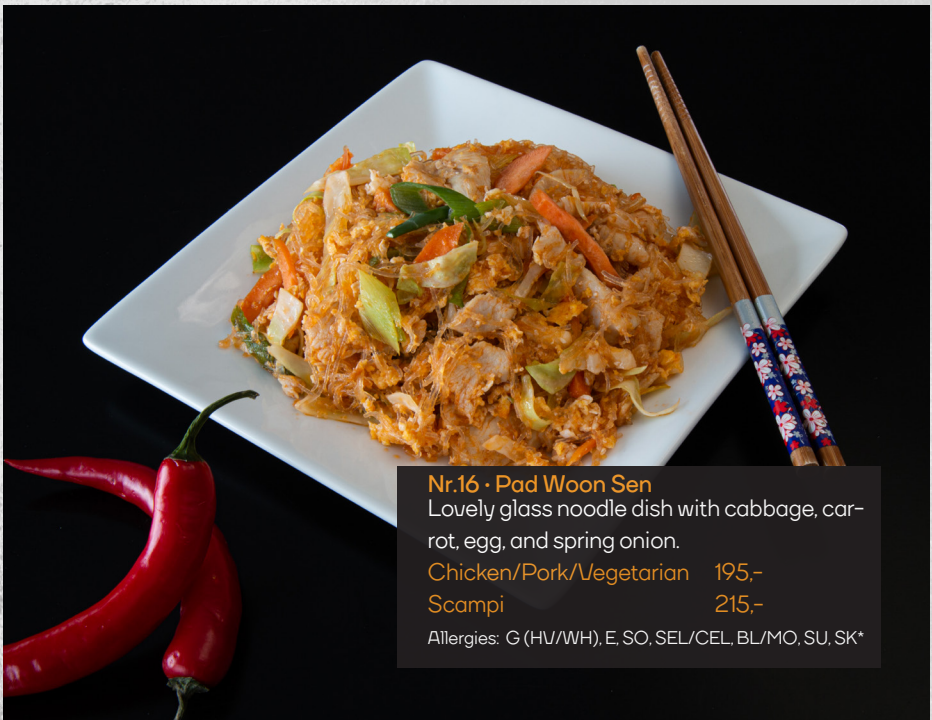 Nr.16 • Pad Woon Sen
Lovely glass noodle dish with cabbage, car-
rot, egg, and spring onion.
Chicken/Pork/Vegetarian 195,-
Scampi 215,-
Allergies: G (HV/WH), E, SO, SEL/CEL, BL/MO, SU, SK*